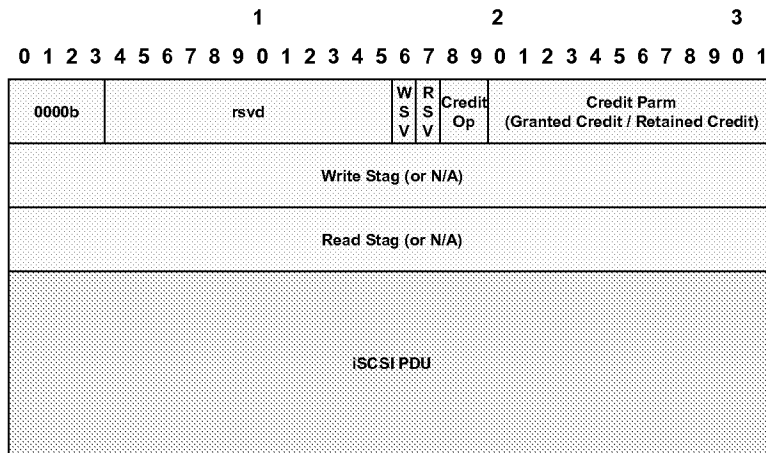 1 2 3
0 1 2 3 4 5 6 7 8 9 0 1 2 3 4 5 6 7 8 9 0 1 2 3 4 5 6 7 8 9 0 1
0000b
rsvd
W
S
V
R
S
V
Credit
Op
Credit Parm
(Granted Credit / Retained Credit)
Write Stag (or N/A)
Read Stag (or N/A)
iSCSI PDU